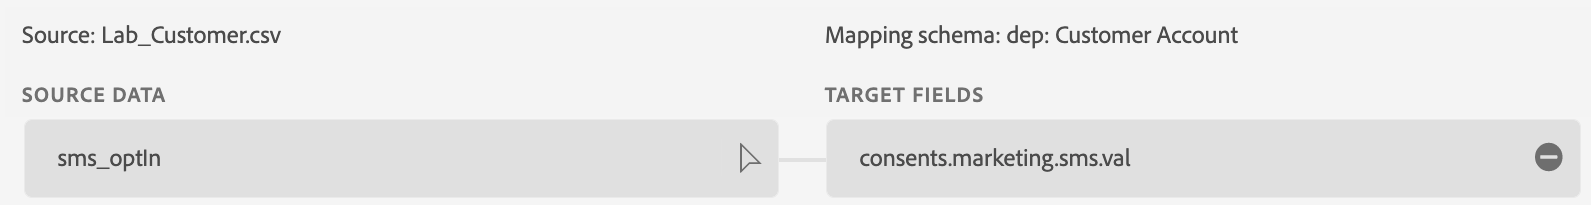 Source: Lab_Customer.csv
Mapping schema: dep: Customer Account
SOURCE DATA
TARGET FIELDS
sms_optIn
consents.marketing.sms.val